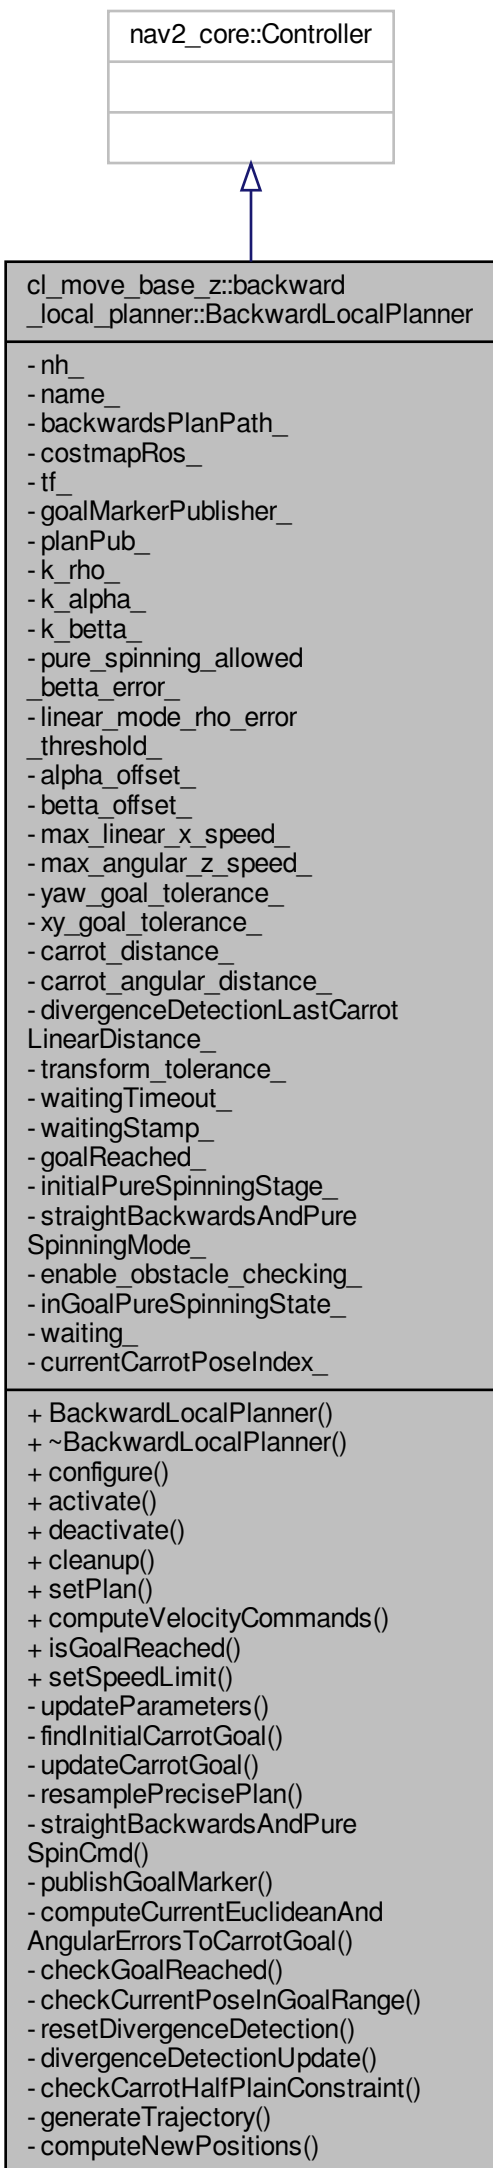 nav2_core::Controller
cl_move_base_z::backward
_local_planner::BackwardLocalPlanner
- nh_
- name_
- backwardsPlanPath_
- costmapRos_
- tf_
- goalMarkerPublisher_
- planPub_
- k_rho_
- k_alpha_
- k_betta_
- pure_spinning_allowed
_betta_error_
- linear_mode_rho_error
_threshold_
- alpha_offset_
- betta_offset_
- max_linear_x_speed_
- max_angular_z_speed_
- yaw_goal_tolerance_
- xy_goal_tolerance_
- carrot_distance_
- carrot_angular_distance_
- divergenceDetectionLastCarrot
LinearDistance_
- transform_tolerance_
- waitingTimeout_
- waitingStamp_
- goalReached_
- initialPureSpinningStage_
- straightBackwardsAndPure
SpinningMode_
- enable_obstacle_checking_
- inGoalPureSpinningState_
- waiting_
- currentCarrotPoseIndex_
+ BackwardLocalPlanner()
+ ~BackwardLocalPlanner()
+ configure()
+ activate()
+ deactivate()
+ cleanup()
+ setPlan()
+ computeVelocityCommands()
+ isGoalReached()
+ setSpeedLimit()
- updateParameters()
- findInitialCarrotGoal()
- updateCarrotGoal()
- resamplePrecisePlan()
- straightBackwardsAndPure
SpinCmd()
- publishGoalMarker()
- computeCurrentEuclideanAnd
AngularErrorsToCarrotGoal()
- checkGoalReached()
- checkCurrentPoseInGoalRange()
- resetDivergenceDetection()
- divergenceDetectionUpdate()
- checkCarrotHalfPlainConstraint()
- generateTrajectory()
- computeNewPositions()